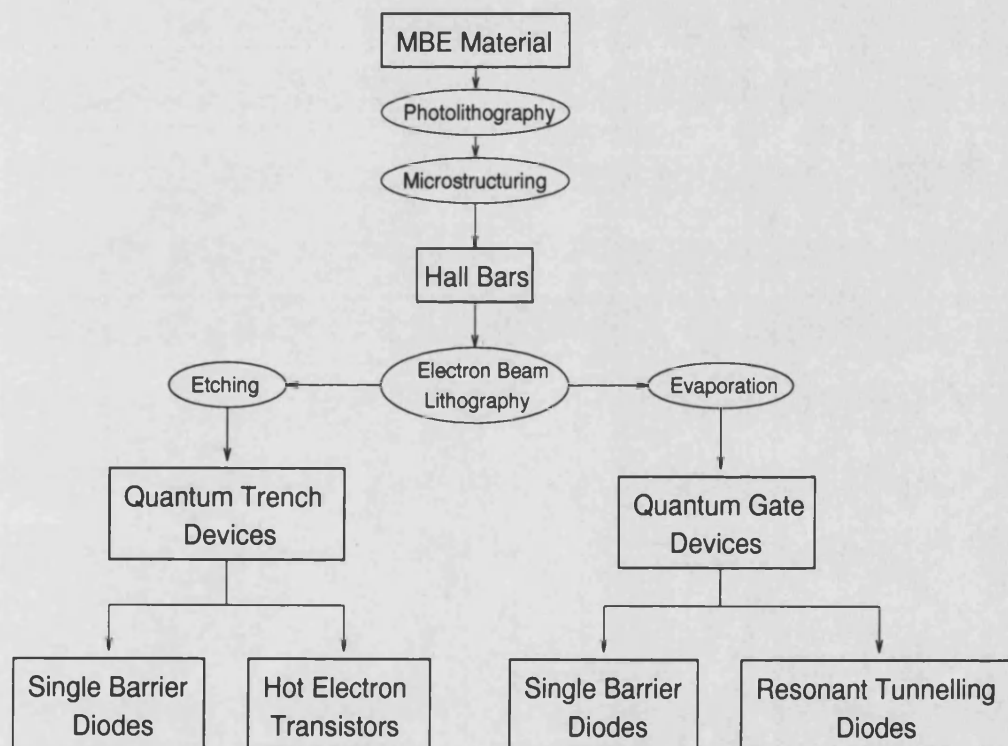 MBE Material
Photolithography
Microstructuring
Hall Bars
Electron Beam
Lithography
Etching
Evaporation
Quantum Trench
Devices
Quantum Gate
Devices
Single Barrier
Diodes
Hot Electron
Transistors
Single Barrier
Diodes
Resonant Tunnelling
Diodes